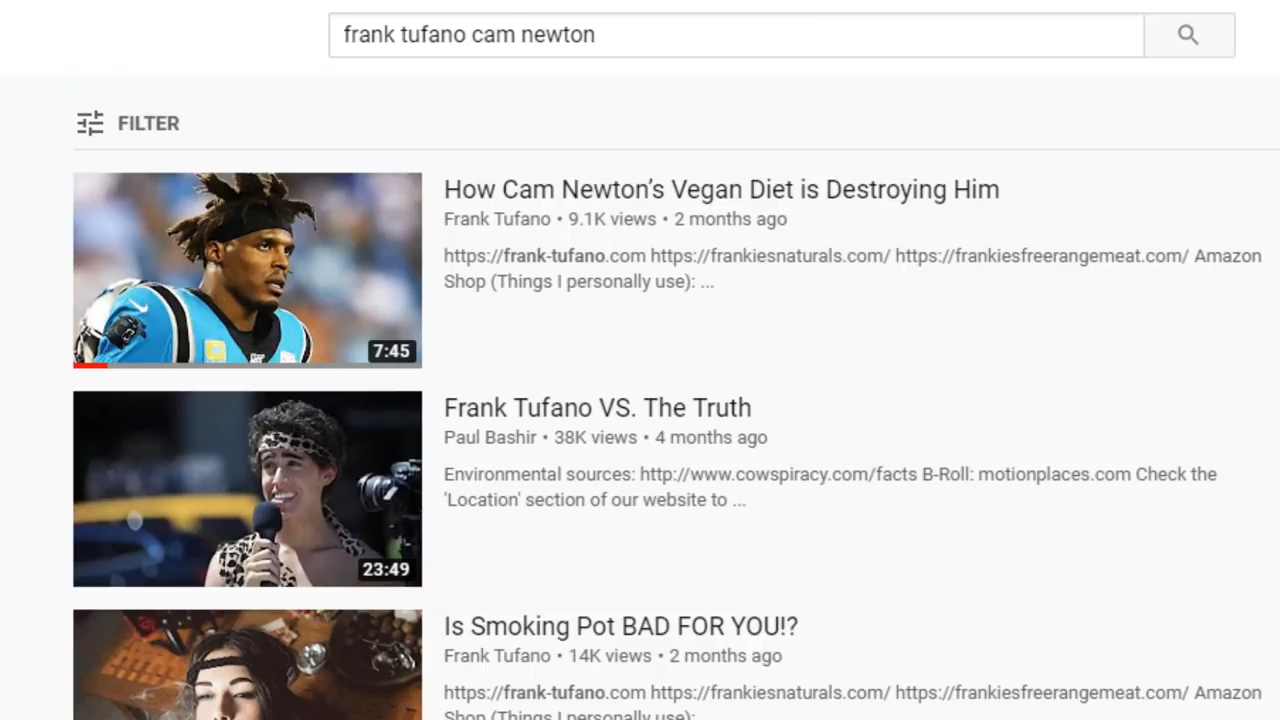 frank tufano cam newton
FILTER
How Cam Newton's Vegan Diet is Destroying Him
Frank Tufano • 9.1K views • 2 months ago
https://frank-tufano.com https://frankiesnaturals.com/ https://frankiesfreerangemeat.com/ Amazon
Shop (Things I personally use): ...
7:45
Frank Tufano VS. The Truth
Paul Bashir • 38K views • 4 months ago
Environmental sources: http://www.cowspiracy.com/facts B-Roll: motionplaces.com Check the
'Location' section of our website to ...
23:49
Is Smoking Pot BAD FOR YOU!?
Frank Tufano • 14K views • 2 months ago
https://frank-tufano.com https://frankiesnaturals.com/ https://frankiesfreerangemeat.com/ Amazon
Shop (Things I personally use): ...